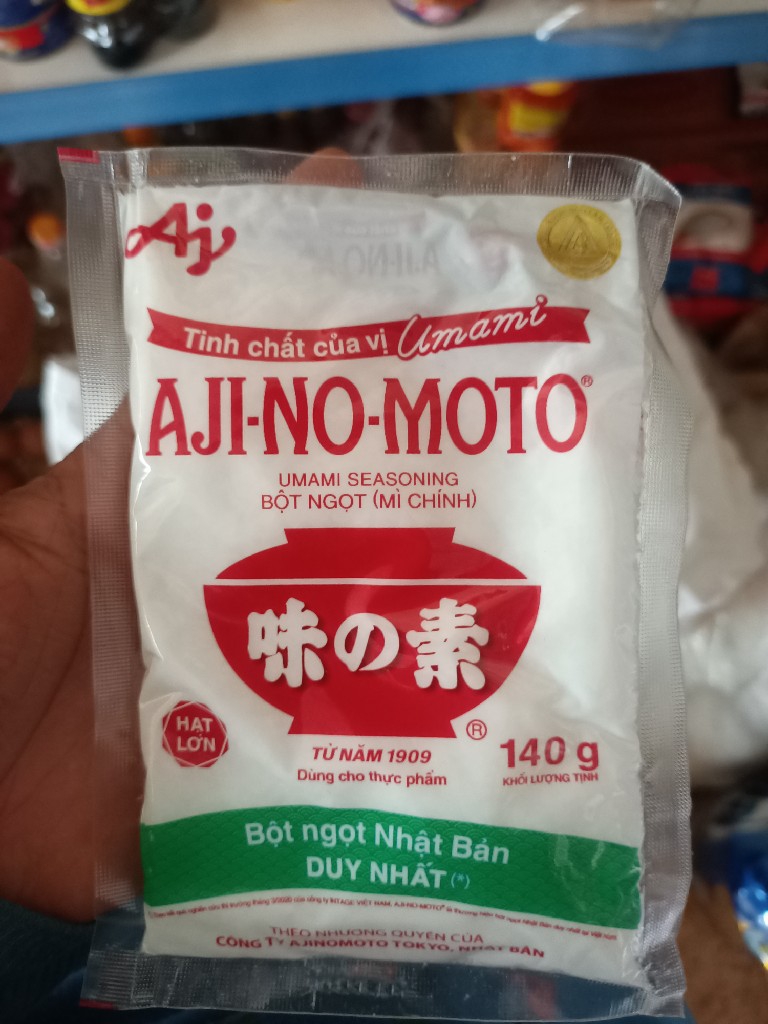 Aj
Tinh chất của vị Umami
AJI-NO-MOTO®
UMAMI SEASONING
BỘT NGỌT (MÌ CHÍNH)
味の素
®
HẠT
LỚN
TỪ NĂM 1909
Dùng cho thực phẩm
140 g
KHỐI LƯỢNG TỊNH
Bột ngọt Nhật Bản
DUY NHẤT (*)
THEO NHƯỢNG QUYỀN CỦA
CÔNG TY AJINOMOTO TOKYO, NHẬT BẢN